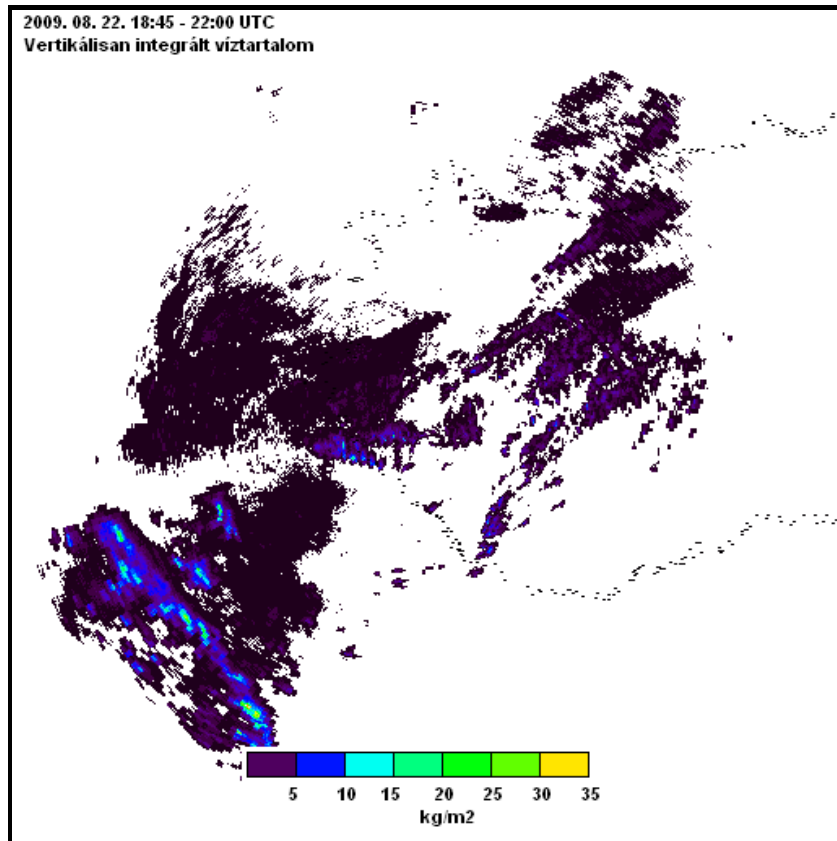 2009. 08. 22. 18:45 - 22:00 UTC
Vertikálisan integrált víztartalom
5 10 15 20 25 30 35
kg/m2